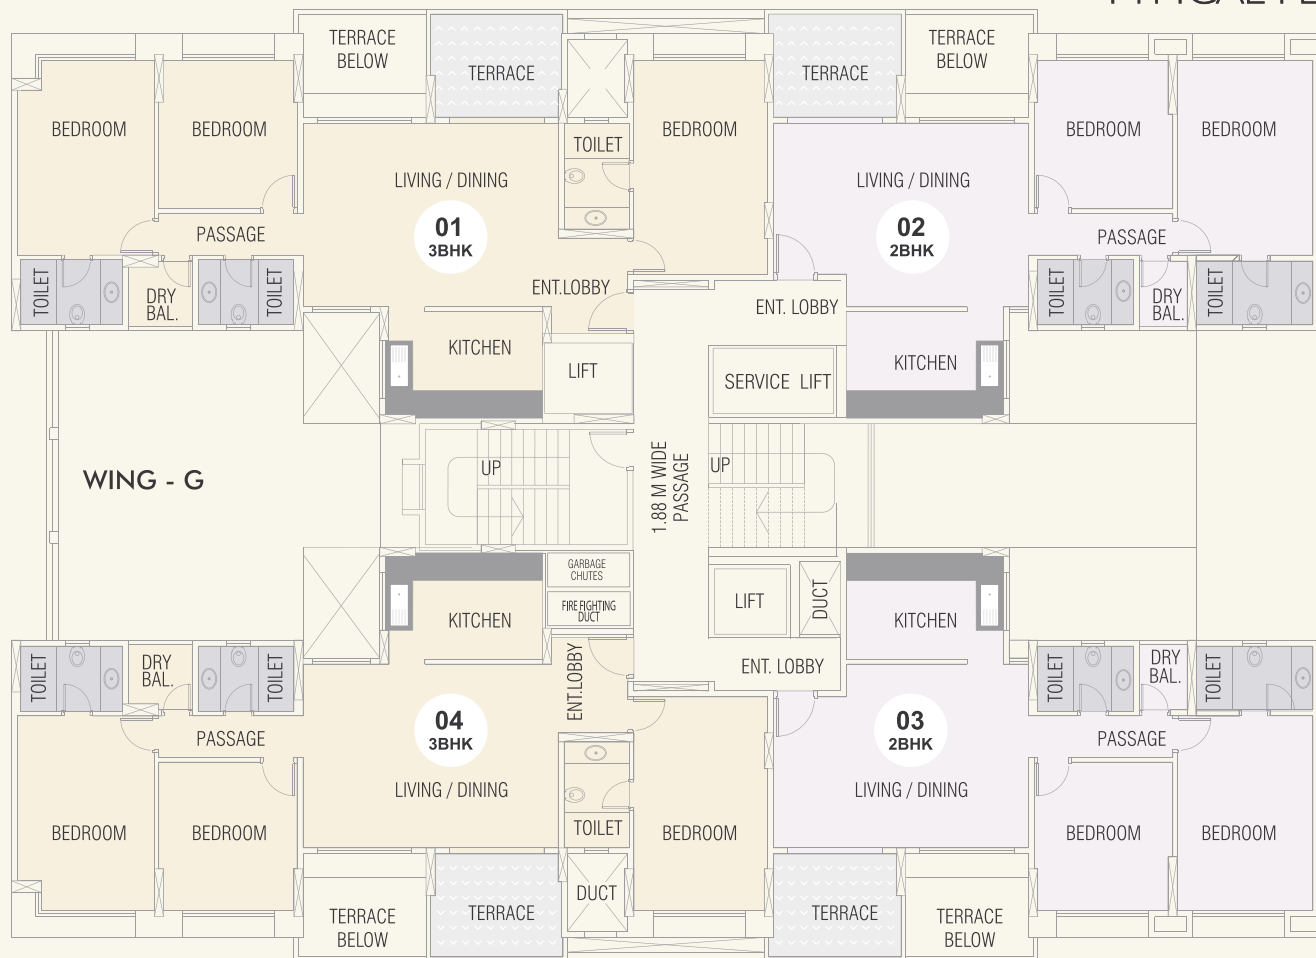 TERRACE
BELOW
TERRACE
TERRACE
TERRACE
BELOW
BEDROOM
BEDROOM
TOILET
BEDROOM
BEDROOM
BEDROOM
LIVING / DINING
LIVING / DINING
01
3BHK
02
2BHK
PASSAGE
PASSAGE
TOILET
DRY
BAL.
TOILET
ENT.LOBBY
ENT. LOBBY
TOILET
DRY
BAL.
TOILET
KITCHEN
LIFT
SERVICE LIFT
KITCHEN
WING - G
UP
1.88 M WIDE
PASSAGE
UP
GARBAGE
CHUTES
FIRE FIGHTING
DUCT
LIFT
DUCT
KITCHEN
KITCHEN
TOILET
DRY
BAL.
TOILET
ENT.LOBBY
ENT. LOBBY
TOILET
DRY
BAL.
TOILET
04
3BHK
03
2BHK
PASSAGE
PASSAGE
LIVING / DINING
LIVING / DINING
BEDROOM
BEDROOM
TOILET
BEDROOM
BEDROOM
BEDROOM
DUCT
TERRACE
BELOW
TERRACE
TERRACE
TERRACE
BELOW